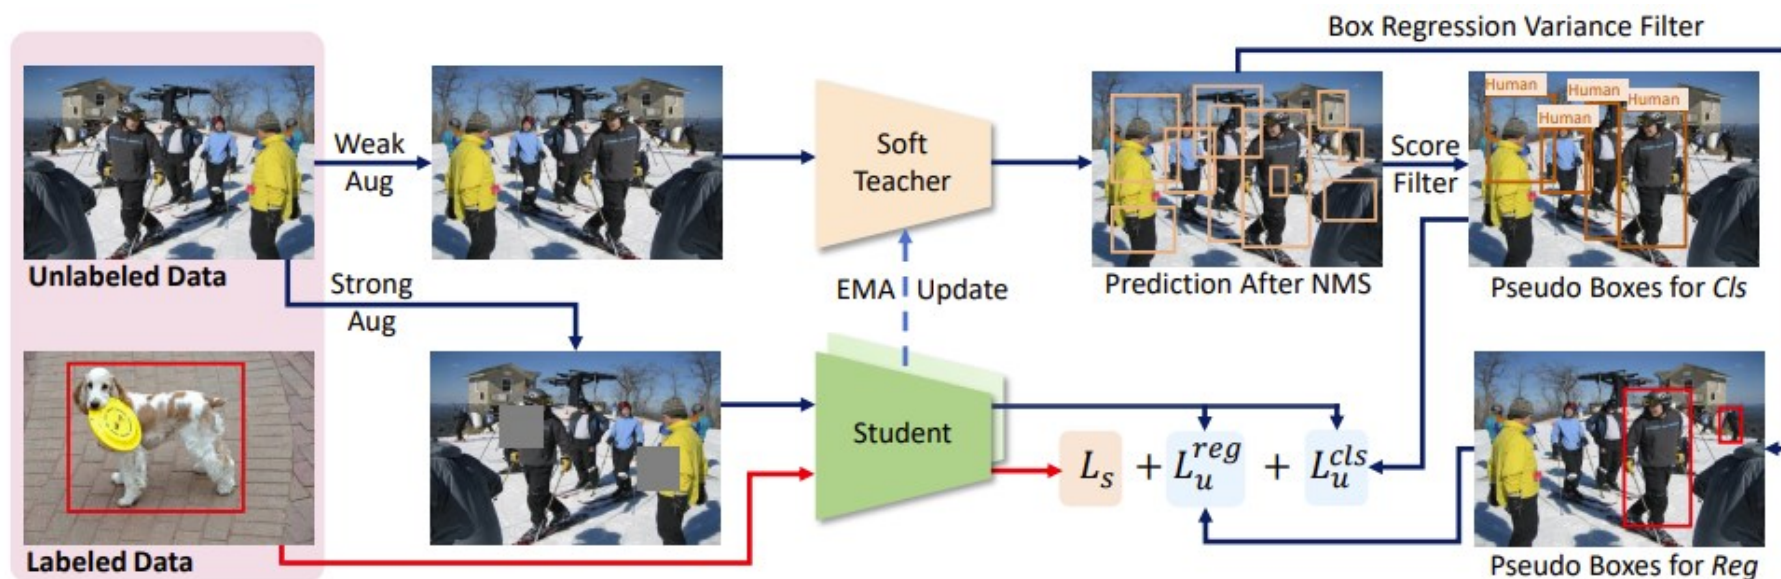 Box Regression Variance Filter
Weak
Aug
Soft
Teacher
Score
Filter
Human
Human
Human
Human
Unlabeled Data
Prediction After NMS
Pseudo Boxes for Cls
Strong
Aug
EMA Update
Student
L_s + L_u^{reg} + L_u^{cls}
Labeled Data
Pseudo Boxes for Reg